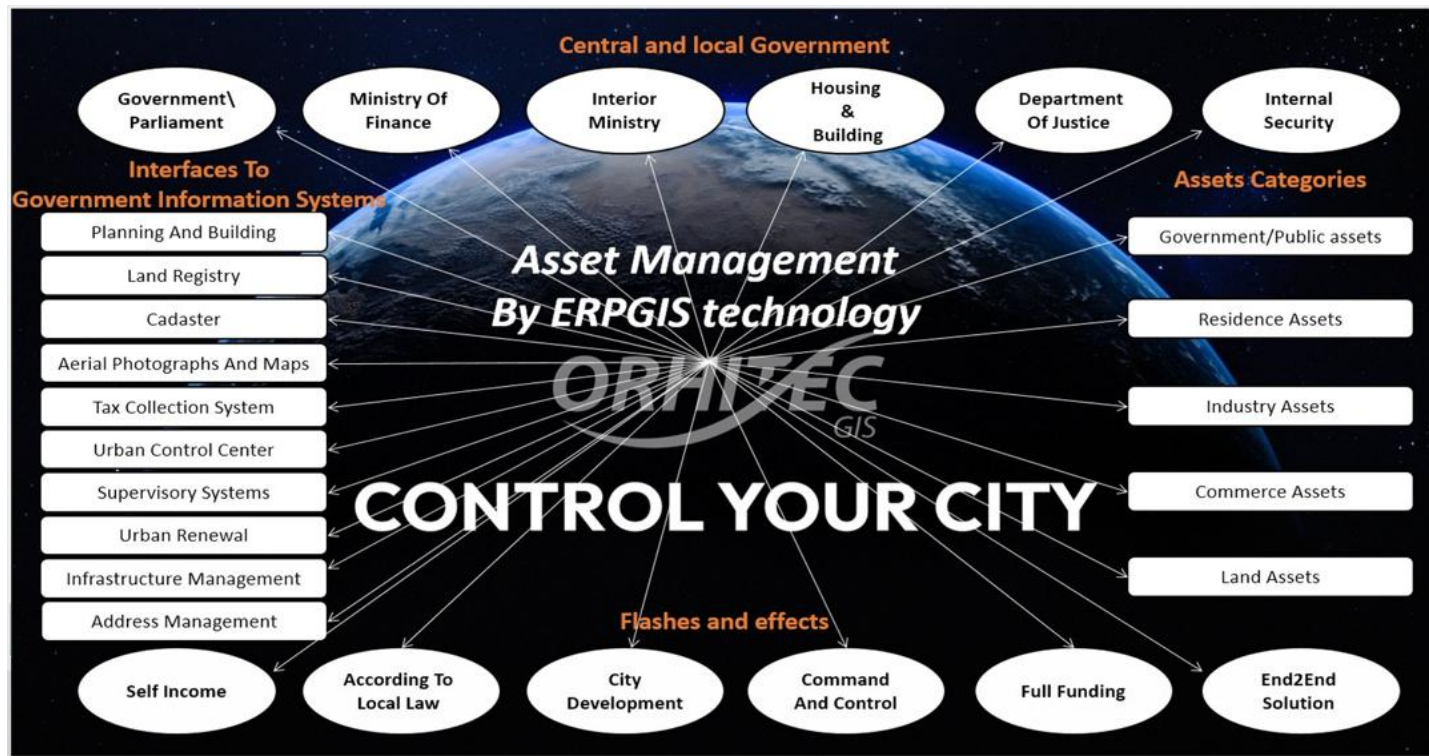 Central and local Government
Government\
Parliament
Ministry Of
Finance
Interior
Ministry
Housing
&
Building
Department
Of Justice
Internal
Security
Interfaces To
Government Information Systems
Planning And Building
Land Registry
Cadaster
Aerial Photographs And Maps
Tax Collection System
Urban Control Center
Supervisory Systems
Urban Renewal
Infrastructure Management
Address Management
Asset Management
By ERPGIS technology
ORHITEC
GIS
CONTROL YOUR CITY
Assets Categories
Government/Public assets
Residence Assets
Industry Assets
Commerce Assets
Land Assets
Flashes and effects
Self Income
According To
Local Law
City
Development
Command
And Control
Full Funding
End2End
Solution